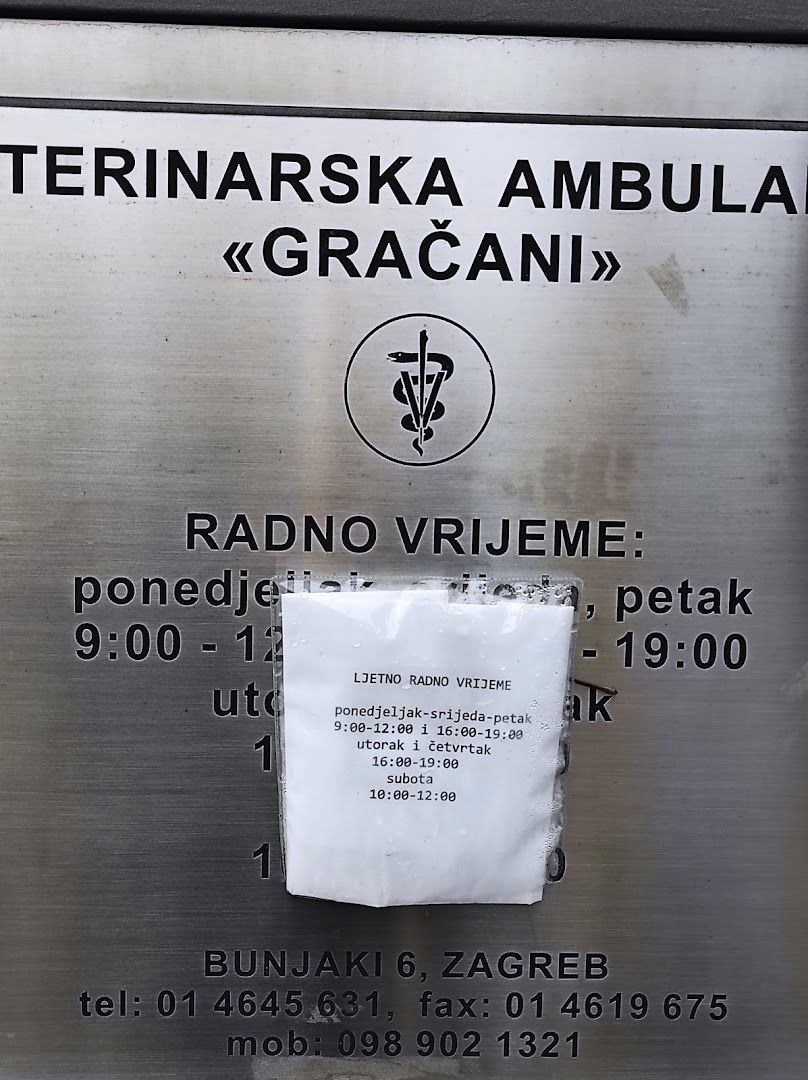 TERINARSKA AMBULA
«GRAČANI»
RADNO VRIJEME:
petak
9:00 - 19:00
LJETNO RADNO VRIJEME
ponedjeljak-srijeda-petak
9:00-12:00 i 16:00-19:00
utorak i četvrtak
16:00-19:00
subota
10:00-12:00
BUNJAKI 6, ZAGREB
tel: 01 4645 631, fax: 01 4619 675
mob: 098 902 1321